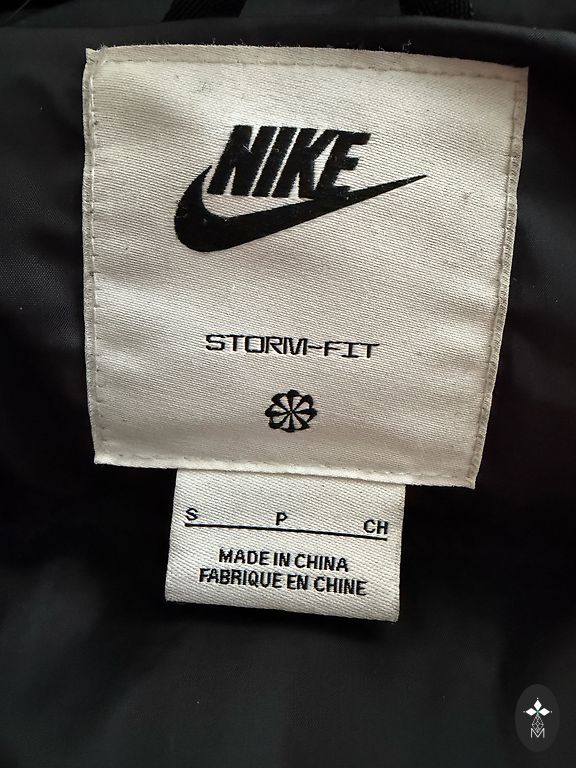 NIKE
STORM-FIT
S P CH
MADE IN CHINA
FABRIQUE EN CHINE
M